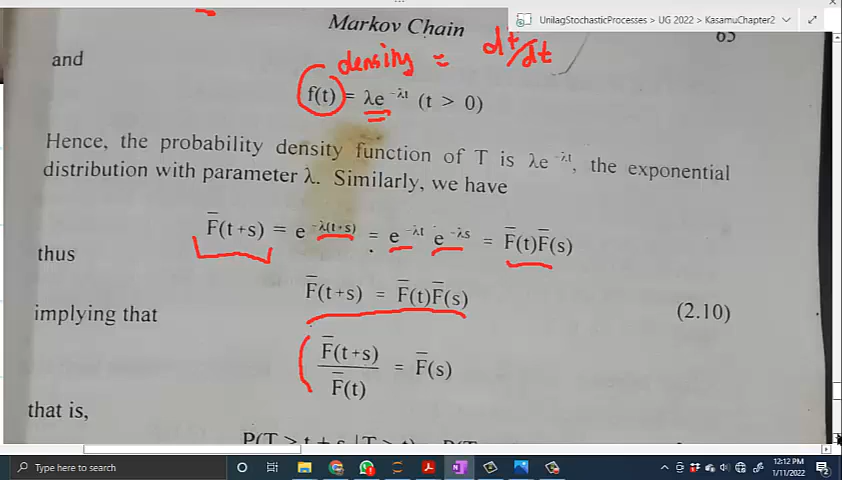 UnilagStochasticProcesses > UG 2022 > KasamuChapter2
Markov Chain 65
and density = dF/dt
f(t) = λe^-λt (t > 0)
Hence, the probability density function of T is λe^-λt, the exponential
distribution with parameter λ. Similarly, we have
F̄(t+s) = e^-λ(t+s) = e^-λt e^-λs = F̄(t)F̄(s)
thus
F̄(t+s) = F̄(t)F̄(s) (2.10)
implying that
F̄(t+s)
/ F̄(t) = F̄(s)
that is,
P(T > t + s | T > t)
Type here to search
12:12 PM
1/11/2022